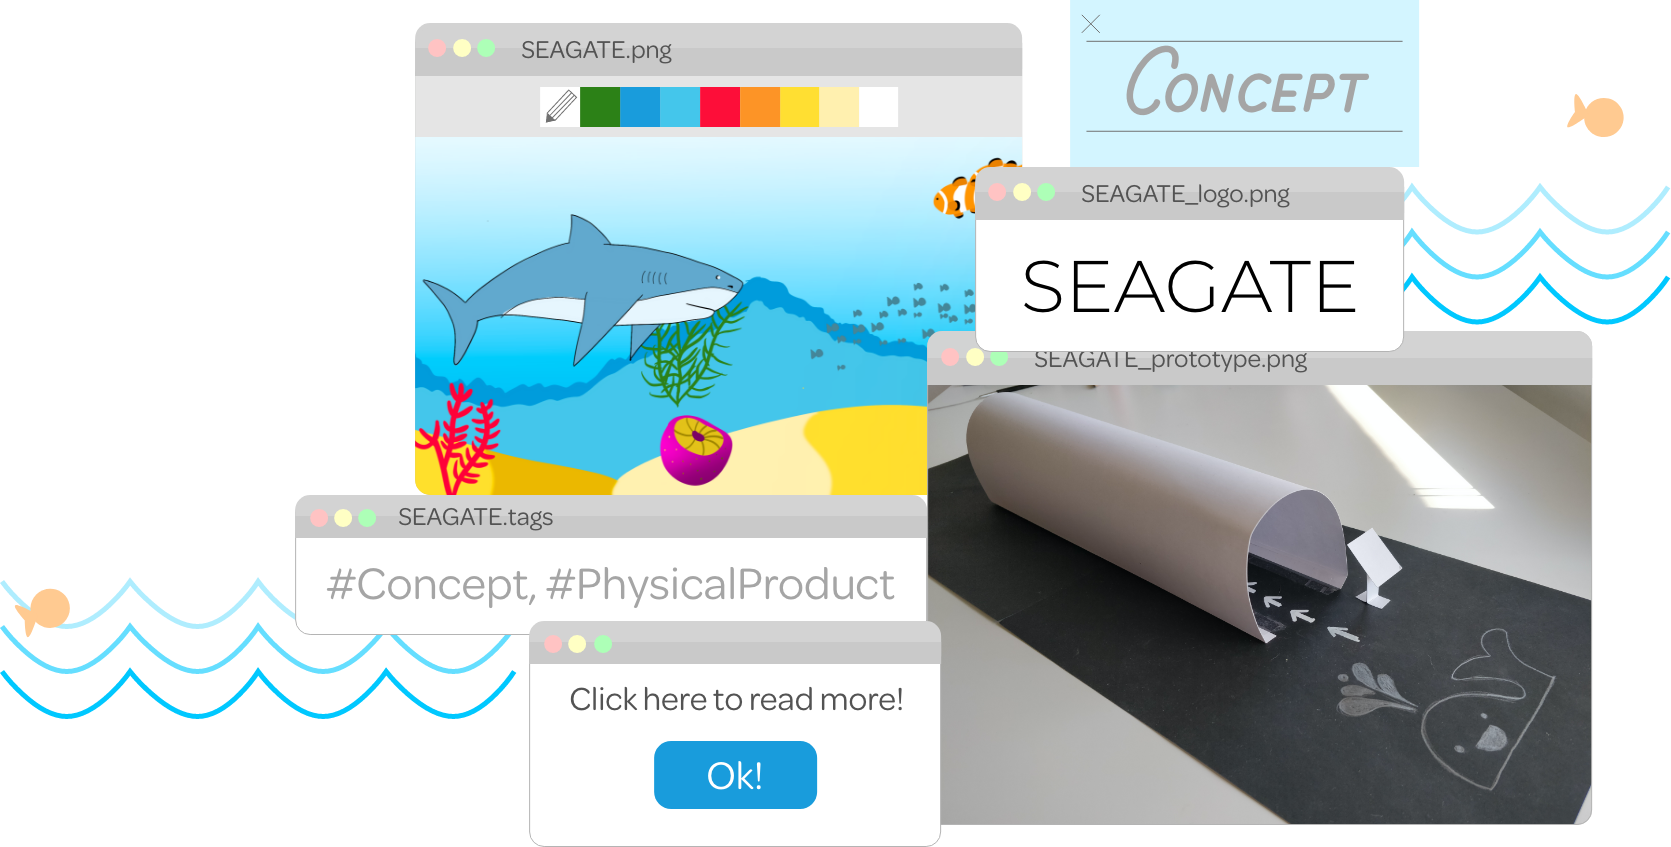 SEAGATE.png
CONCEPT
SEAGATE_logo.png
SEAGATE
SEAGATE_prototype.png
SEAGATE.tags
#Concept, #PhysicalProduct
Click here to read more!
Ok!